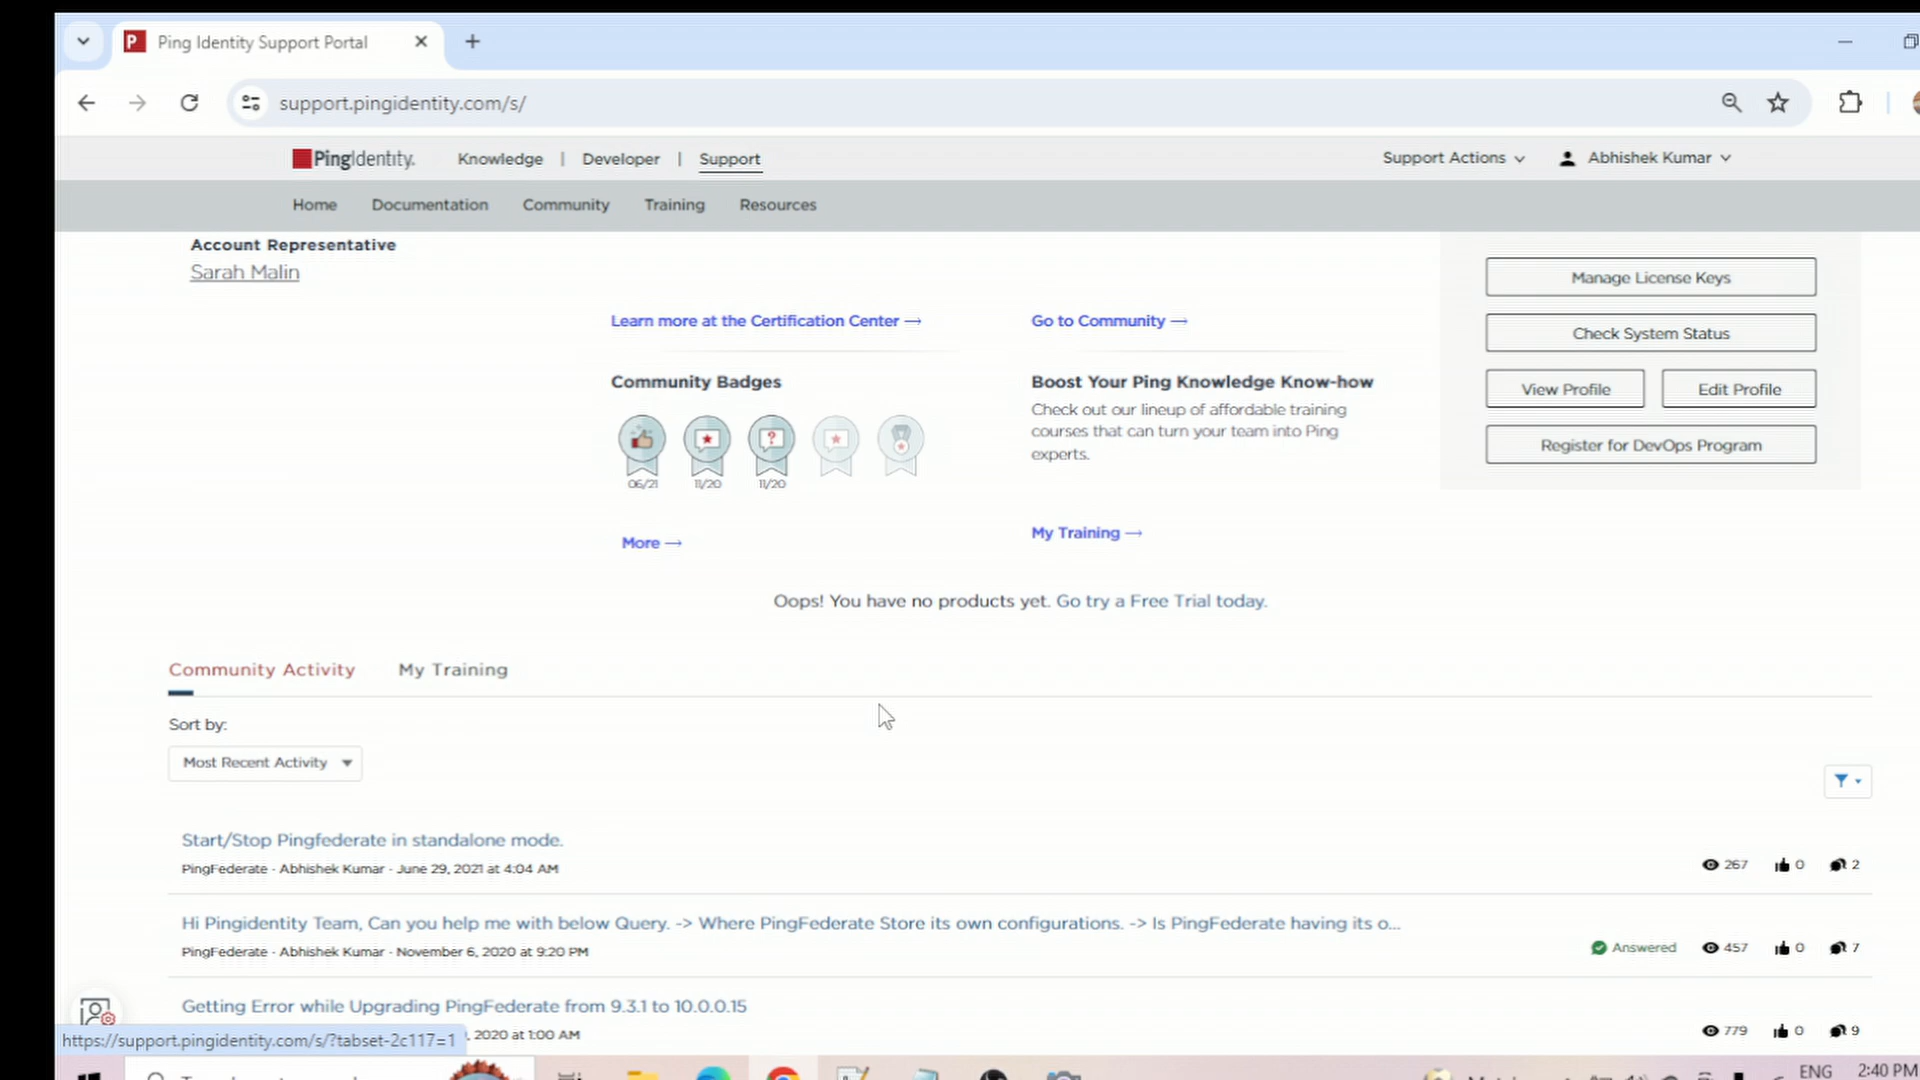 Ping Identity Support Portal
support.pingidentity.com/s/
PingIdentity. Knowledge | Developer | Support Support Actions Abhishek Kumar
Home Documentation Community Training Resources
Account Representative
Sarah Malin
Manage License Keys
Learn more at the Certification Center → Go to Community →
Check System Status
Community Badges Boost Your Ping Knowledge Know-how
View Profile Edit Profile
Check out our lineup of affordable training
courses that can turn your team into Ping
experts.
Register for DevOps Program
06/21 11/20 11/20
More → My Training →
Oops! You have no products yet. Go try a Free Trial today.
Community Activity My Training
Sort by:
Most Recent Activity
Start/Stop Pingfederate in standalone mode.
PingFederate · Abhishek Kumar · June 29, 2021 at 4:04 AM 267 0 2
Hi Pingidentity Team, Can you help me with below Query. -> Where PingFederate Store its own configurations. -> Is PingFederate having its o...
PingFederate · Abhishek Kumar · November 6, 2020 at 9:20 PM Answered 457 0 7
Getting Error while Upgrading PingFederate from 9.3.1 to 10.0.0.15
, 2020 at 1:00 AM 779 0 9
https://support.pingidentity.com/s/?tabset-2c117=1
ENG 2:40 PM